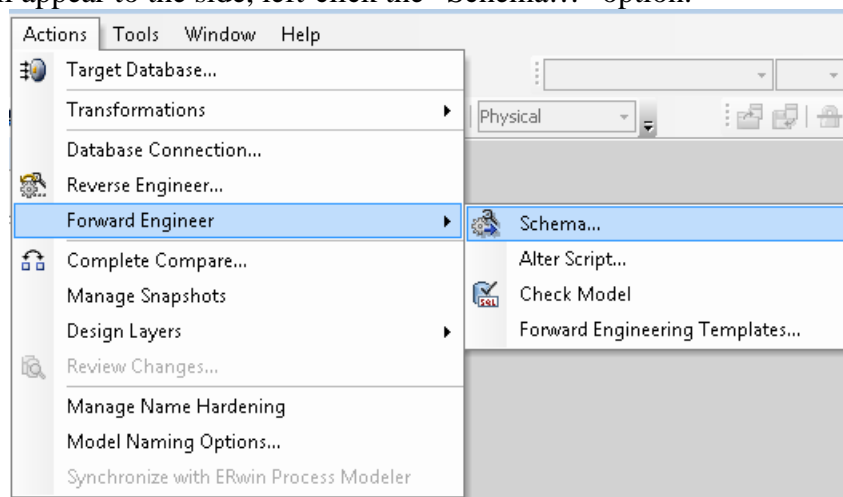 appear to the side, left-click the "Schema..." option.
Actions Tools Window Help
Target Database...
Transformations
Physical
Database Connection...
Reverse Engineer...
Forward Engineer
Schema...
Alter Script...
Complete Compare...
SQL
Check Model
Manage Snapshots
Design Layers
Forward Engineering Templates...
Review Changes...
Manage Name Hardening
Model Naming Options...
Synchronize with ERwin Process Modeler